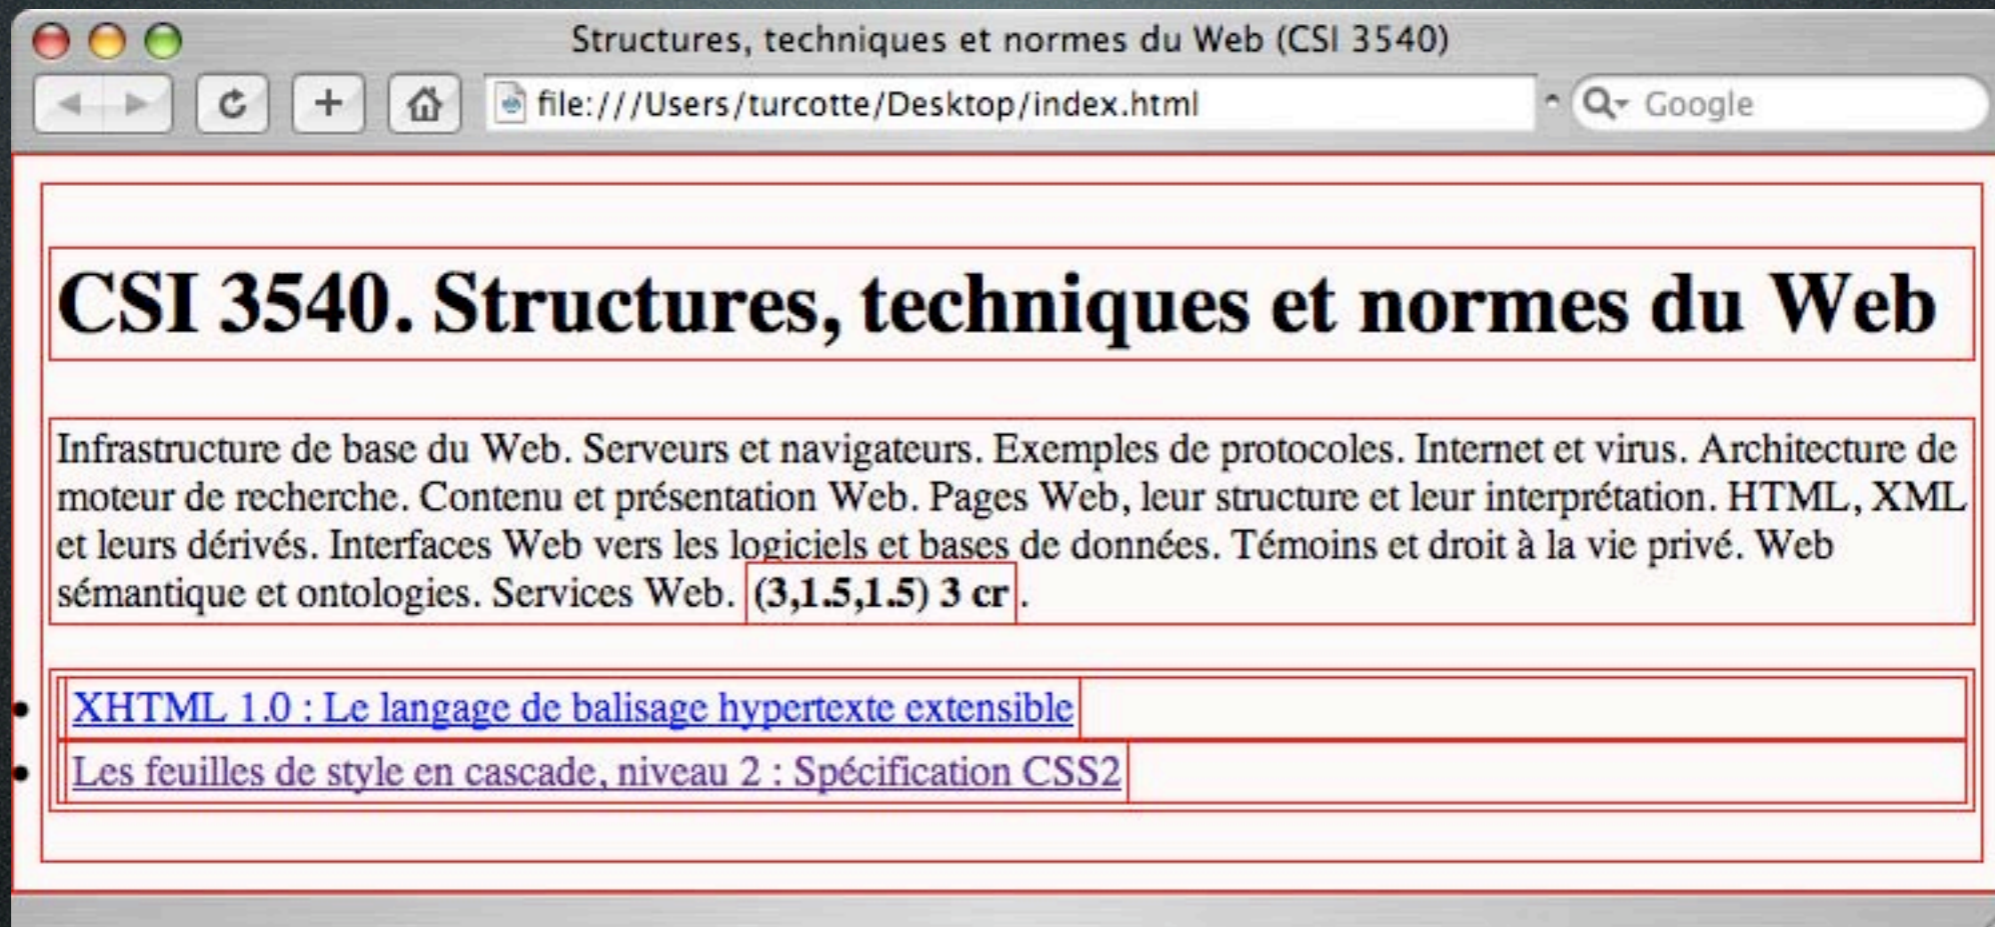 Structures, techniques et normes du Web (CSI 3540)
file:///Users/turcotte/Desktop/index.html
Google
CSI 3540. Structures, techniques et normes du Web
Infrastructure de base du Web. Serveurs et navigateurs. Exemples de protocoles. Internet et virus. Architecture de
moteur de recherche. Contenu et présentation Web. Pages Web, leur structure et leur interprétation. HTML, XML
et leurs dérivés. Interfaces Web vers les logiciels et bases de données. Témoins et droit à la vie privé. Web
sémantique et ontologies. Services Web. (3,1.5,1.5) 3 cr.
• XHTML 1.0 : Le langage de balisage hypertexte extensible
• Les feuilles de style en cascade, niveau 2 : Spécification CSS2